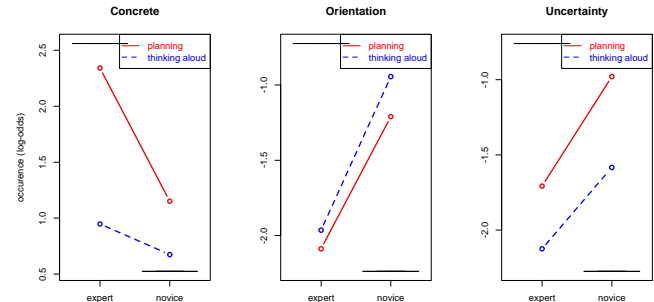 Concrete
planning
thinking aloud
occurence (log-odds)
2.5
2.0
1.5
1.0
0.5
expert
novice
Orientation
planning
thinking aloud
-1.0
-1.5
-2.0
expert
novice
Uncertainty
planning
thinking aloud
-1.0
-1.5
-2.0
expert
novice